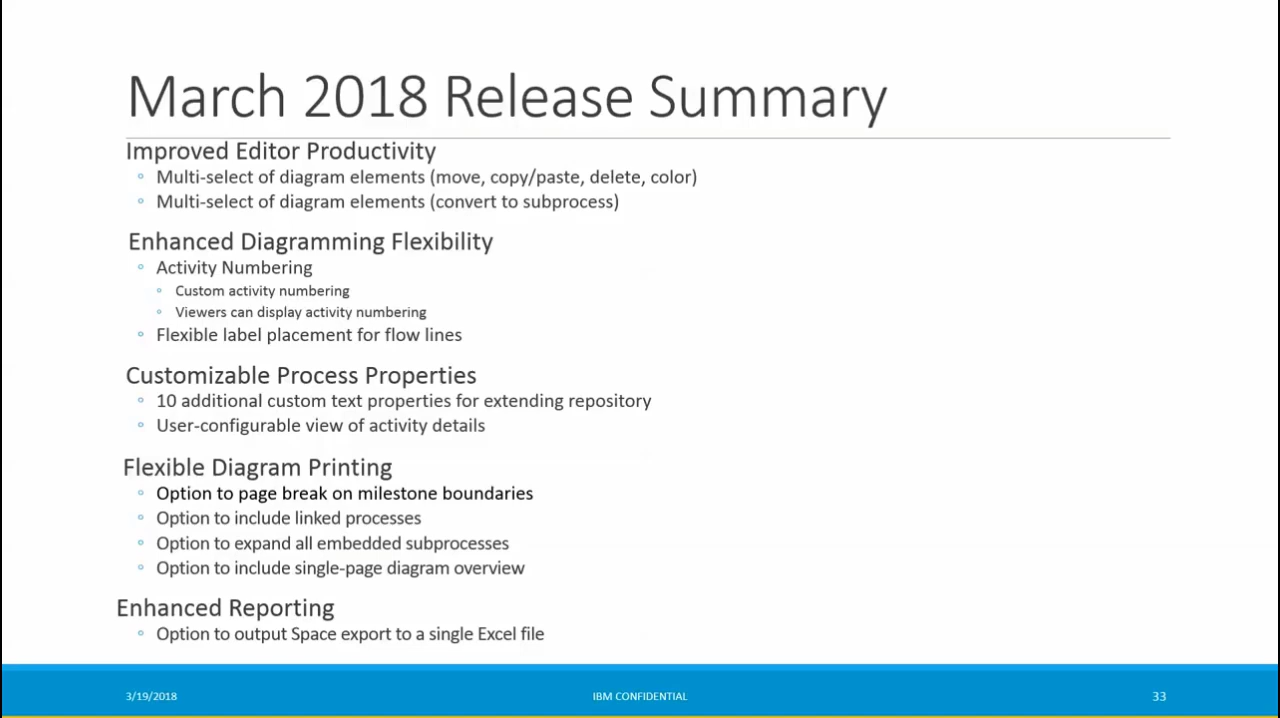 March 2018 Release Summary
Improved Editor Productivity
Multi-select of diagram elements (move, copy/paste, delete, color)
Multi-select of diagram elements (convert to subprocess)
Enhanced Diagramming Flexibility
Activity Numbering
Custom activity numbering
Viewers can display activity numbering
Flexible label placement for flow lines
Customizable Process Properties
10 additional custom text properties for extending repository
User-configurable view of activity details
Flexible Diagram Printing
Option to page break on milestone boundaries
Option to include linked processes
Option to expand all embedded subprocesses
Option to include single-page diagram overview
Enhanced Reporting
Option to output Space export to a single Excel file
3/19/2018 IBM CONFIDENTIAL 33